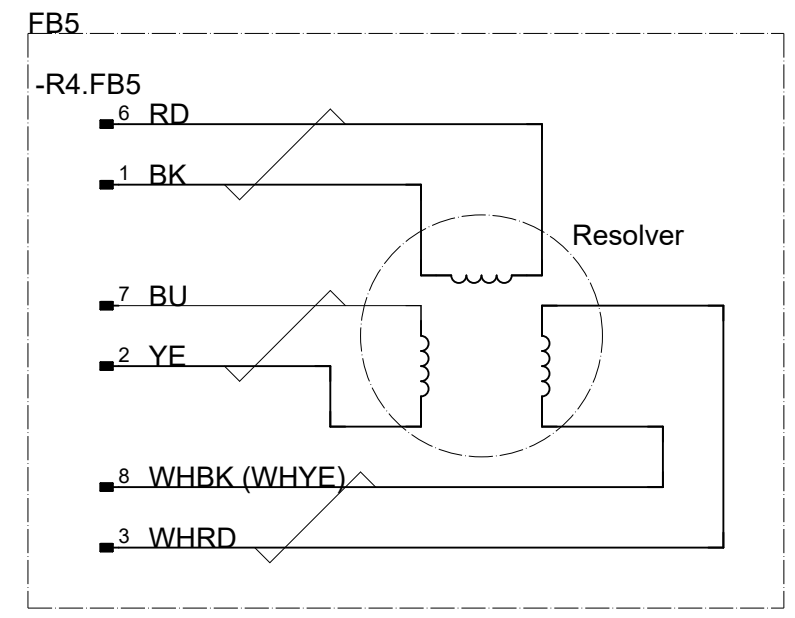 FB5
-R4.FB5
6 RD
1 BK
Resolver
7 BU
2 YE
8 WHBK (WHYE)
3 WHRD